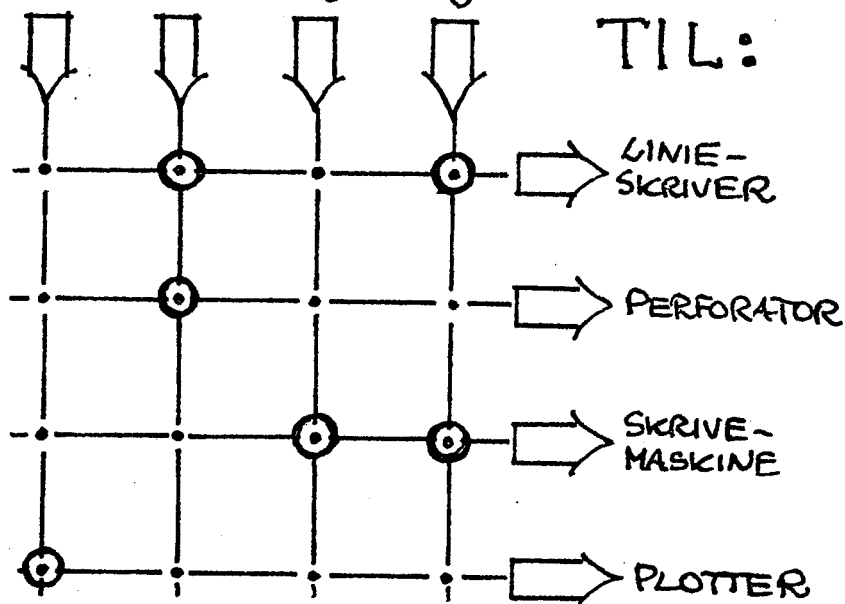 TIL:
LINIE-
SKRIVER
PERFORATOR
SKRIVE-
MASKINE
PLOTTER